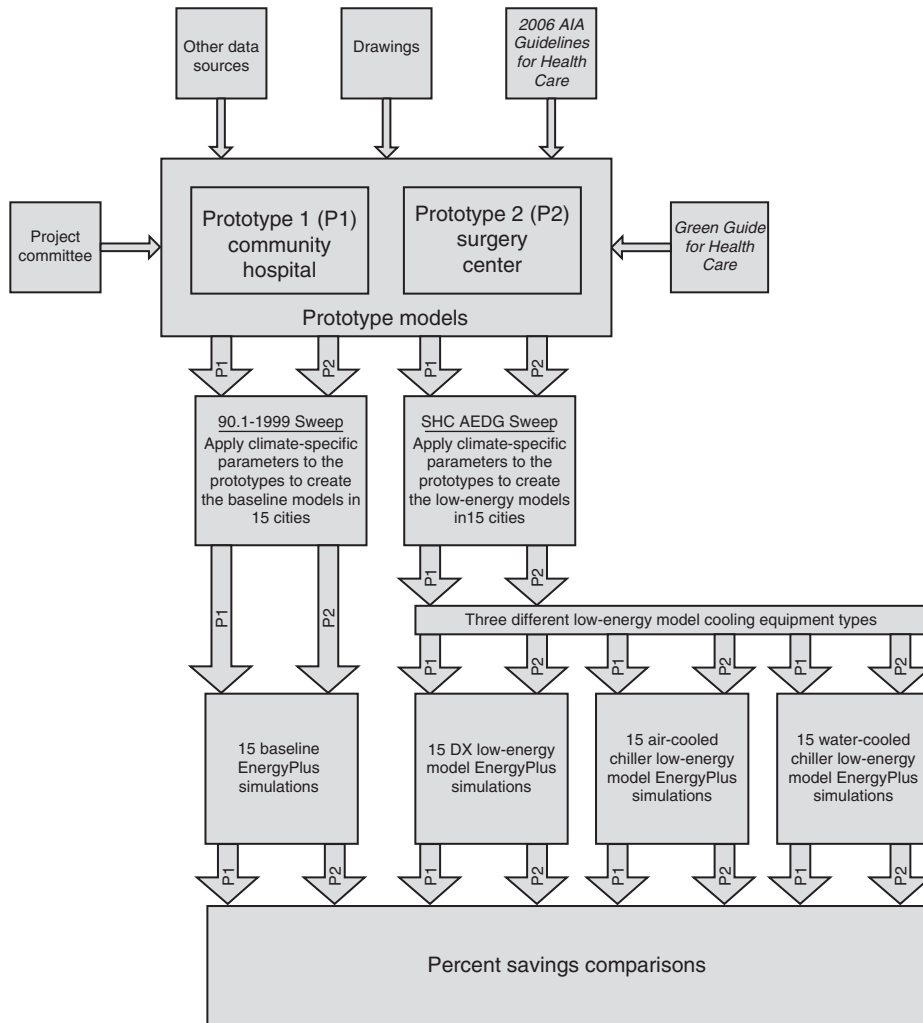 Other data
sources
Drawings
2006 AIA
Guidelines
for Health
Care
Project
committee
Prototype 1 (P1)
community
hospital
Prototype 2 (P2)
surgery
center
Green Guide
for Health
Care
Prototype models
P1
P2
P1
P2
90.1-1999 Sweep
Apply climate-specific
parameters to the
prototypes to create
the baseline models in
15 cities
SHC AEDG Sweep
Apply climate-specific
parameters to the
prototypes to create
the low-energy models
in15 cities
P1
P2
P1
P2
Three different low-energy model cooling equipment types
P1
P2
P1
P2
P1
P2
15 baseline
EnergyPlus
simulations
15 DX low-energy
model EnergyPlus
simulations
15 air-cooled
chiller low-energy
model EnergyPlus
simulations
15 water-cooled
chiller low-energy
model EnergyPlus
simulations
P1
P2
P1
P2
P1
P2
P1
P2
Percent savings comparisons